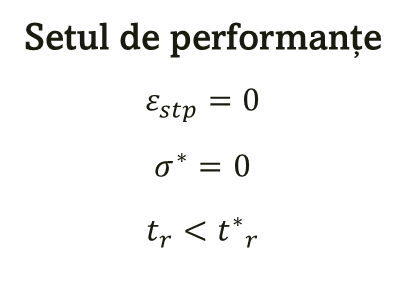 Setul de performanțe
ε_stp = 0
σ* = 0
t_r < t*_r